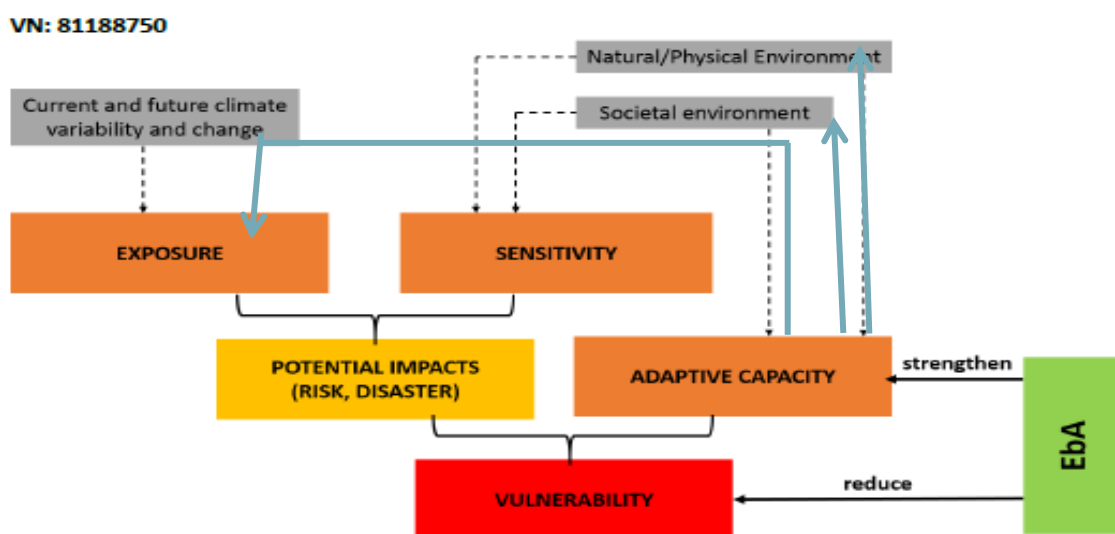 VN: 81188750
Natural/Physical Environment
Current and future climate
variability and change
Societal environment
EXPOSURE
SENSITIVITY
POTENTIAL IMPACTS
(RISK, DISASTER)
ADAPTIVE CAPACITY
strengthen
EbA
reduce
VULNERABILITY